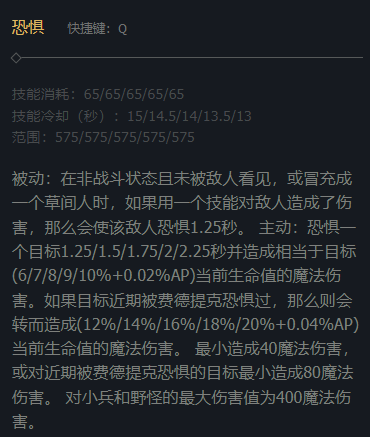 恐惧 快捷键：Q
技能消耗：65/65/65/65/65
技能冷却（秒）：15/14.5/14/13.5/13
范围：575/575/575/575/575
被动：在非战斗状态且未被敌人看见，或冒充成
一个草间人时，如果用一个技能对敌人造成了伤
害，那么会使该敌人恐惧1.25秒。 主动：恐惧一
个目标1.25/1.5/1.75/2/2.25秒并造成相当于目标
(6/7/8/9/10%+0.02%AP)当前生命值的魔法伤
害。如果目标近期被费德提克恐惧过，那么则会
转而造成(12%/14%/16%/18%/20%+0.04%AP)
当前生命值的魔法伤害。 最小造成40魔法伤害，
或对近期被费德提克恐惧的目标最小造成80魔法
伤害。 对小兵和野怪的最大伤害值为400魔法伤
害。